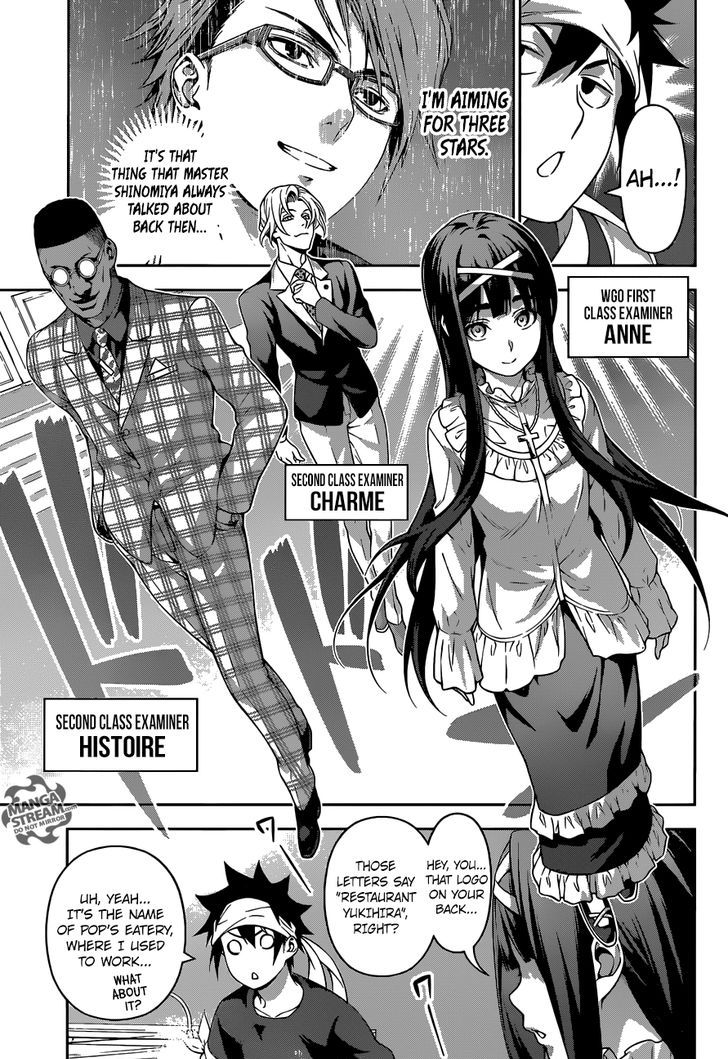 AH...!
I'M AIMING
FOR THREE
STARS.
IT'S THAT
THING THAT MASTER
SHINOMIYA ALWAYS
TALKED ABOUT
BACK THEN...
WGO FIRST
CLASS EXAMINER
ANNE
SECOND CLASS EXAMINER
CHARME
SECOND CLASS EXAMINER
HISTOIRE
MANGA
STREAM.com
DO NOT MIRROR
HEY, YOU...
THAT LOGO
ON YOUR
BACK...
THOSE
LETTERS SAY
"RESTAURANT
YUKIHIRA",
RIGHT?
UH, YEAH...
IT'S THE NAME
OF POP'S EATERY,
WHERE I USED
TO WORK...
WHAT
ABOUT
IT?